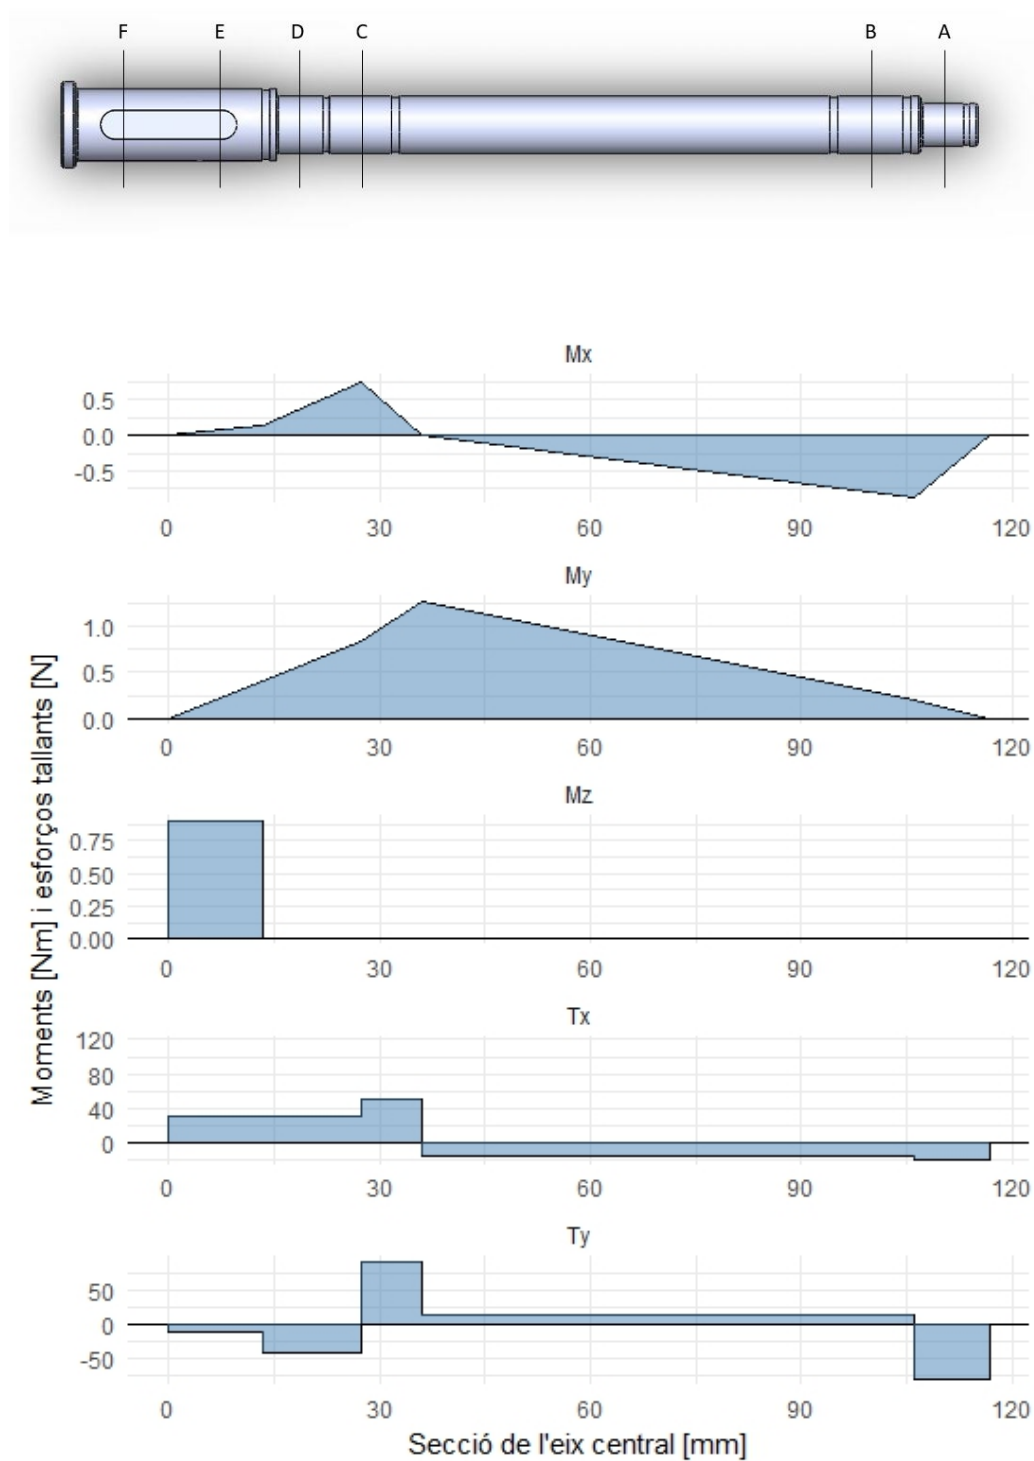 F E D C B A
Mx
0.5
0.0
-0.5
0 30 60 90 120
My
1.0
0.5
0.0
0 30 60 90 120
Mz
0.75
0.50
0.25
0.00
0 30 60 90 120
Tx
120
80
40
0
0 30 60 90 120
Ty
50
0
-50
0 30 60 90 120
Moments [Nm] i esforços tallants [N]
Secció de l'eix central [mm]